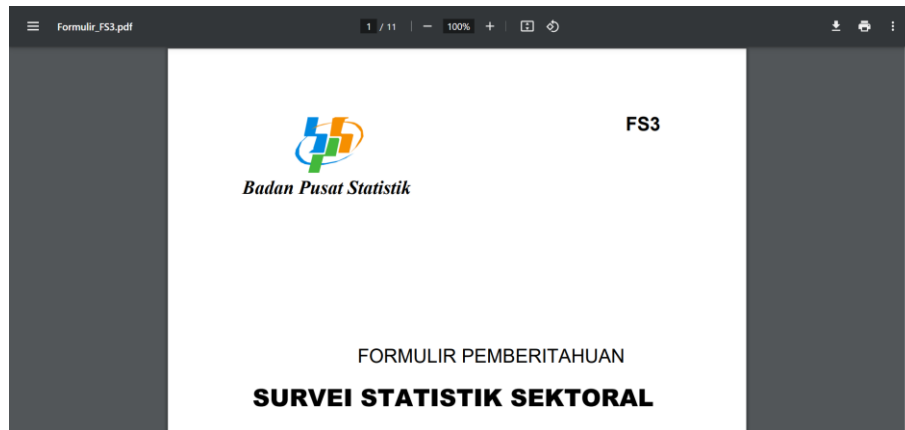 Formulir_FS3.pdf 1 / 11 100%
FS3
Badan Pusat Statistik
FORMULIR PEMBERITAHUAN
SURVEI STATISTIK SEKTORAL